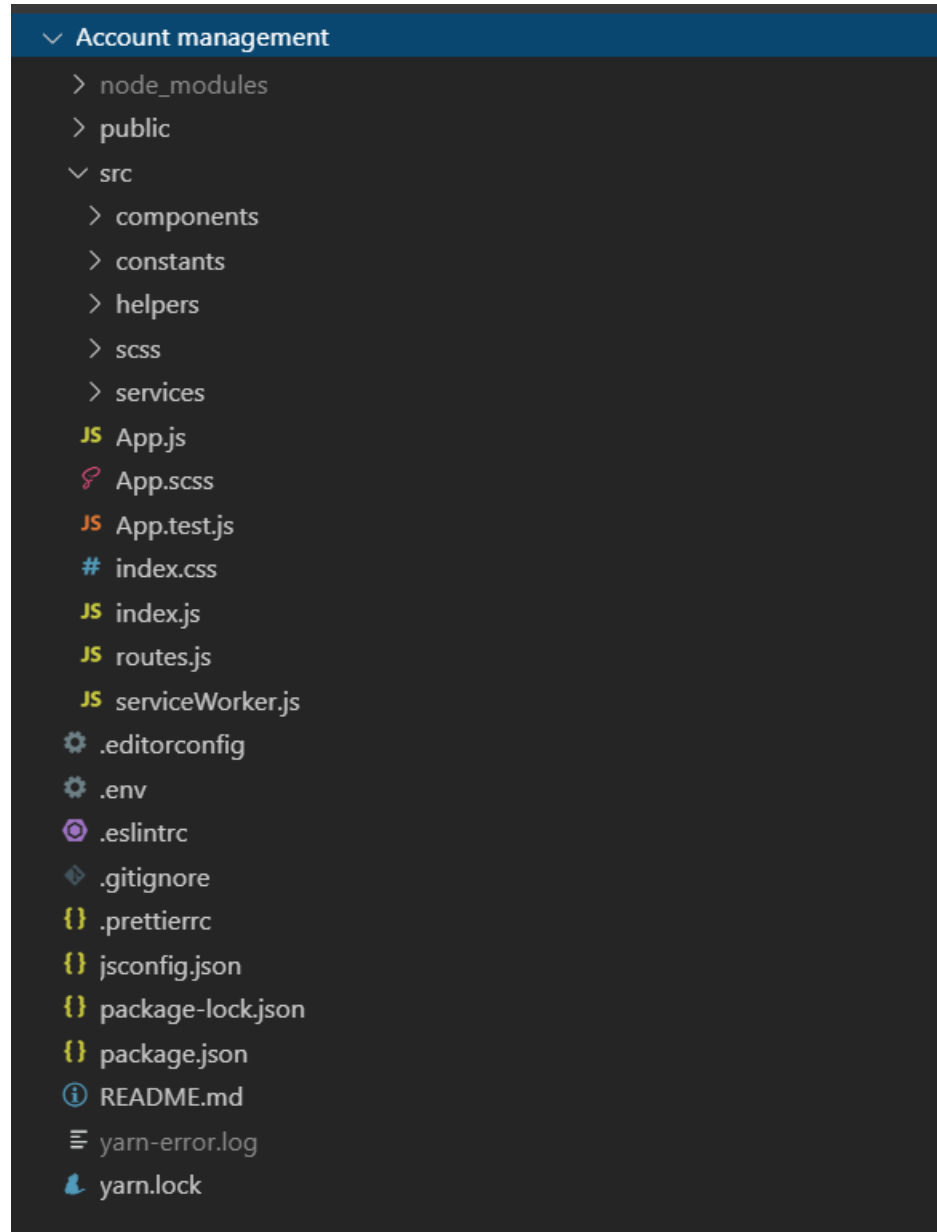 Account management
node_modules
public
src
components
constants
helpers
scss
services
JS App.js
App.scss
JS App.test.js
# index.css
JS index.js
JS routes.js
JS serviceWorker.js
.editorconfig
.env
.eslintrc
.gitignore
{} .prettierrc
{} jsconfig.json
{} package-lock.json
{} package.json
README.md
yarn-error.log
yarn.lock